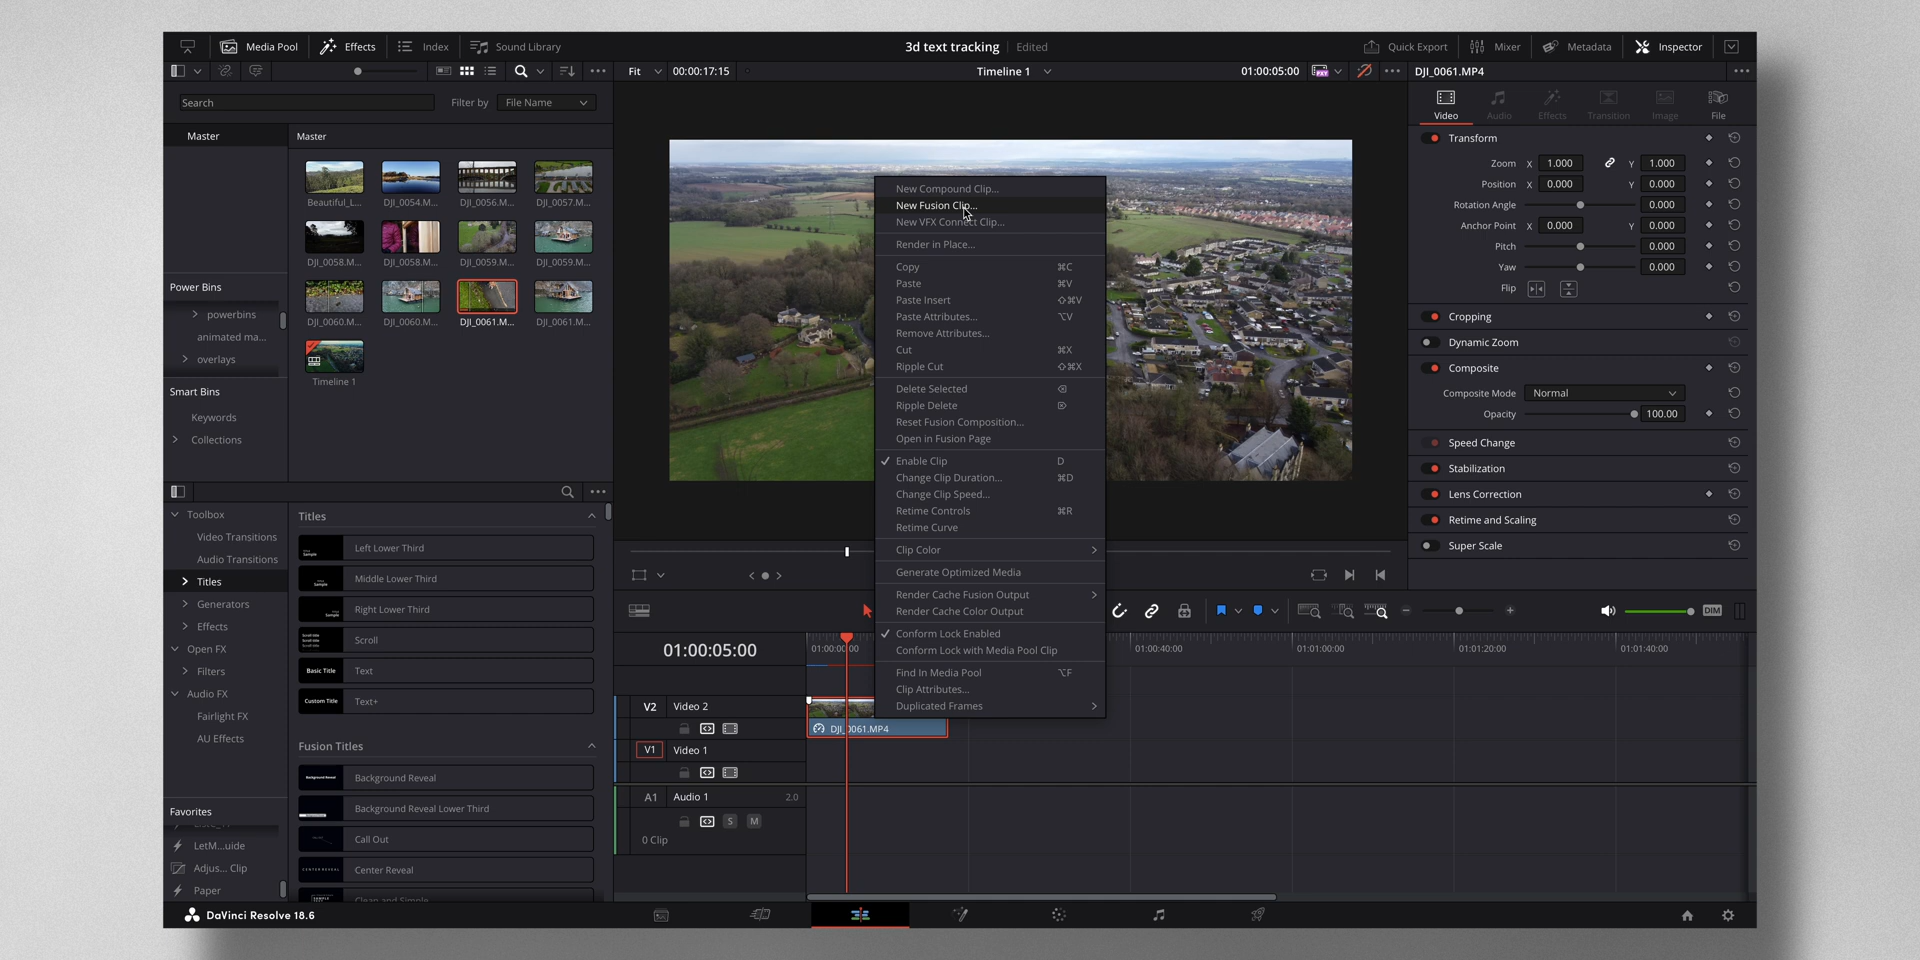 Media Pool
Effects
Index
Sound Library
3d text tracking
Edited
Quick Export
Mixer
Metadata
Inspector
Fit
00:00:17:15
Timeline 1
01:00:05:00
DJI_0061.MP4
Search
Filter by
File Name
Video
Audio
Effects
Transition
Image
File
Master
Master
Beautiful_L...
DJI_0054.M...
DJI_0056.M...
DJI_0057.M...
DJI_0058.M...
DJI_0058.M...
DJI_0059.M...
DJI_0059.M...
DJI_0060.M...
DJI_0060.M...
DJI_0061.M...
DJI_0061.M...
Timeline 1
Power Bins
powerbins
animated ma...
overlays
Smart Bins
Keywords
Collections
New Compound Clip...
New Fusion Clip...
New VFX Connect Clip...
Render in Place...
Copy ⌘C
Paste ⌘V
Paste Insert ⇧⌘V
Paste Attributes... ⌥V
Remove Attributes...
Cut ⌘X
Ripple Cut ⇧⌘X
Delete Selected ⌫
Ripple Delete ⌦
Reset Fusion Composition...
Open in Fusion Page
Enable Clip D
Change Clip Duration... ⌘D
Change Clip Speed...
Retime Controls ⌘R
Retime Curve
Clip Color
Generate Optimized Media
Render Cache Fusion Output
Render Cache Color Output
Conform Lock Enabled
Conform Lock with Media Pool Clip
Find In Media Pool ⌥F
Clip Attributes...
Duplicated Frames
Transform
Zoom X 1.000 Y 1.000
Position X 0.000 Y 0.000
Rotation Angle 0.000
Anchor Point X 0.000 Y 0.000
Pitch 0.000
Yaw 0.000
Flip
Cropping
Dynamic Zoom
Composite
Composite Mode Normal
Opacity 100.00
Speed Change
Stabilization
Lens Correction
Retime and Scaling
Super Scale
Toolbox
Video Transitions
Audio Transitions
Titles
Generators
Effects
Open FX
Filters
Audio FX
Fairlight FX
AU Effects
Favorites
LetM...uide
Adjus... Clip
Paper
Titles
Left Lower Third
Middle Lower Third
Right Lower Third
Scroll
Basic Title Text
Custom Title Text+
Fusion Titles
Background Reveal Background Reveal
Background Reveal Lower Third
Call Out
CENTER REVEAL Center Reveal
Clean and Simple
DIM
01:00:05:00
01:00:40:00
01:01:00:00
01:01:20:00
01:01:40:00
V2 Video 2
DJI_0061.MP4
V1 Video 1
A1 Audio 1 2.0
S M
0 Clip
DaVinci Resolve 18.6